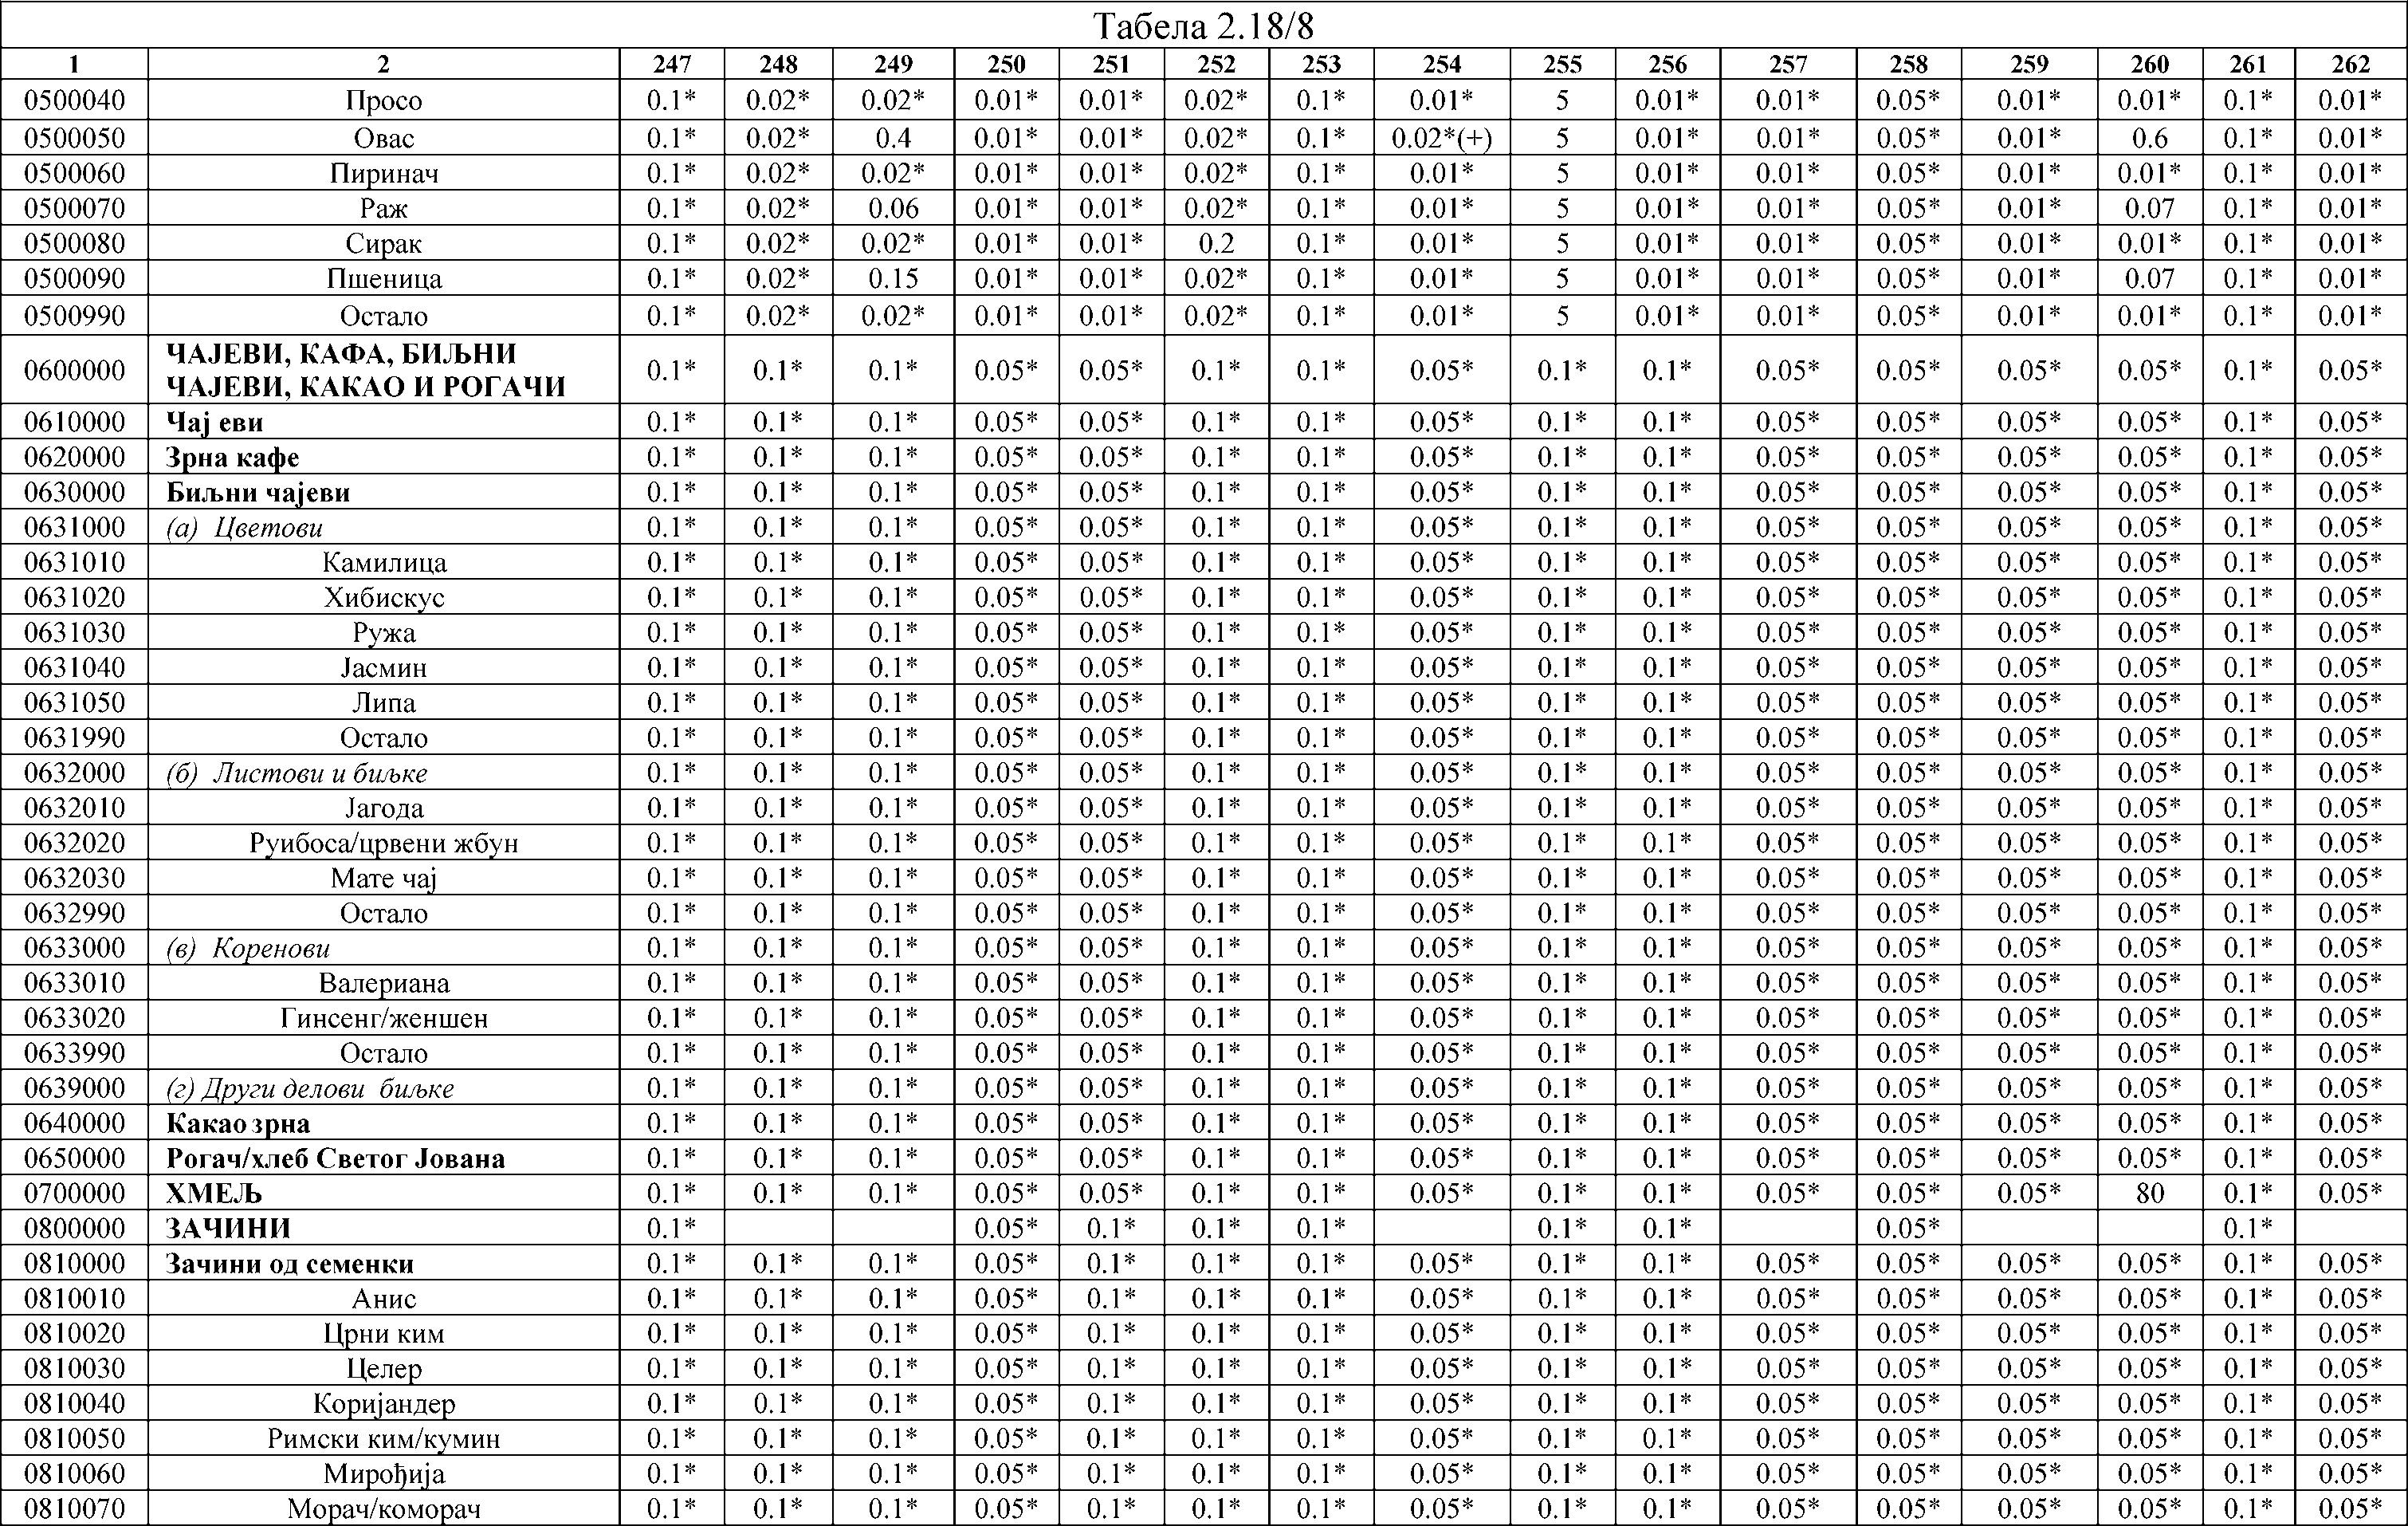 Табела 2.18/8
1 2 247 248 249 250 251 252 253 254 255 256 257 258 259 260 261 262
0500040 Просо 0.1* 0.02* 0.02* 0.01* 0.01* 0.02* 0.1* 0.01* 5 0.01* 0.01* 0.05* 0.01* 0.01* 0.1* 0.01*
0500050 Овас 0.1* 0.02* 0.4 0.01* 0.01* 0.02* 0.1* 0.02*(+) 5 0.01* 0.01* 0.05* 0.01* 0.6 0.1* 0.01*
0500060 Пиринач 0.1* 0.02* 0.02* 0.01* 0.01* 0.02* 0.1* 0.01* 5 0.01* 0.01* 0.05* 0.01* 0.01* 0.1* 0.01*
0500070 Раж 0.1* 0.02* 0.06 0.01* 0.01* 0.02* 0.1* 0.01* 5 0.01* 0.01* 0.05* 0.01* 0.07 0.1* 0.01*
0500080 Сирак 0.1* 0.02* 0.02* 0.01* 0.01* 0.2 0.1* 0.01* 5 0.01* 0.01* 0.05* 0.01* 0.01* 0.1* 0.01*
0500090 Пшеница 0.1* 0.02* 0.15 0.01* 0.01* 0.02* 0.1* 0.01* 5 0.01* 0.01* 0.05* 0.01* 0.07 0.1* 0.01*
0500990 Остало 0.1* 0.02* 0.02* 0.01* 0.01* 0.02* 0.1* 0.01* 5 0.01* 0.01* 0.05* 0.01* 0.01* 0.1* 0.01*
0600000 ЧАЈЕВИ, КАФА, БИЉНИ
ЧАЈЕВИ, КАКАО И РОГАЧИ 0.1* 0.1* 0.1* 0.05* 0.05* 0.1* 0.1* 0.05* 0.1* 0.1* 0.05* 0.05* 0.05* 0.05* 0.1* 0.05*
0610000 Чај еви 0.1* 0.1* 0.1* 0.05* 0.05* 0.1* 0.1* 0.05* 0.1* 0.1* 0.05* 0.05* 0.05* 0.05* 0.1* 0.05*
0620000 Зрна кафе 0.1* 0.1* 0.1* 0.05* 0.05* 0.1* 0.1* 0.05* 0.1* 0.1* 0.05* 0.05* 0.05* 0.05* 0.1* 0.05*
0630000 Биљни чајеви 0.1* 0.1* 0.1* 0.05* 0.05* 0.1* 0.1* 0.05* 0.1* 0.1* 0.05* 0.05* 0.05* 0.05* 0.1* 0.05*
0631000 (а) Цветови 0.1* 0.1* 0.1* 0.05* 0.05* 0.1* 0.1* 0.05* 0.1* 0.1* 0.05* 0.05* 0.05* 0.05* 0.1* 0.05*
0631010 Камилица 0.1* 0.1* 0.1* 0.05* 0.05* 0.1* 0.1* 0.05* 0.1* 0.1* 0.05* 0.05* 0.05* 0.05* 0.1* 0.05*
0631020 Хибискус 0.1* 0.1* 0.1* 0.05* 0.05* 0.1* 0.1* 0.05* 0.1* 0.1* 0.05* 0.05* 0.05* 0.05* 0.1* 0.05*
0631030 Ружа 0.1* 0.1* 0.1* 0.05* 0.05* 0.1* 0.1* 0.05* 0.1* 0.1* 0.05* 0.05* 0.05* 0.05* 0.1* 0.05*
0631040 Јасмин 0.1* 0.1* 0.1* 0.05* 0.05* 0.1* 0.1* 0.05* 0.1* 0.1* 0.05* 0.05* 0.05* 0.05* 0.1* 0.05*
0631050 Липа 0.1* 0.1* 0.1* 0.05* 0.05* 0.1* 0.1* 0.05* 0.1* 0.1* 0.05* 0.05* 0.05* 0.05* 0.1* 0.05*
0631990 Остало 0.1* 0.1* 0.1* 0.05* 0.05* 0.1* 0.1* 0.05* 0.1* 0.1* 0.05* 0.05* 0.05* 0.05* 0.1* 0.05*
0632000 (б) Листови и биљке 0.1* 0.1* 0.1* 0.05* 0.05* 0.1* 0.1* 0.05* 0.1* 0.1* 0.05* 0.05* 0.05* 0.05* 0.1* 0.05*
0632010 Јагода 0.1* 0.1* 0.1* 0.05* 0.05* 0.1* 0.1* 0.05* 0.1* 0.1* 0.05* 0.05* 0.05* 0.05* 0.1* 0.05*
0632020 Руибоса/црвени жбун 0.1* 0.1* 0.1* 0.05* 0.05* 0.1* 0.1* 0.05* 0.1* 0.1* 0.05* 0.05* 0.05* 0.05* 0.1* 0.05*
0632030 Мате чај 0.1* 0.1* 0.1* 0.05* 0.05* 0.1* 0.1* 0.05* 0.1* 0.1* 0.05* 0.05* 0.05* 0.05* 0.1* 0.05*
0632990 Остало 0.1* 0.1* 0.1* 0.05* 0.05* 0.1* 0.1* 0.05* 0.1* 0.1* 0.05* 0.05* 0.05* 0.05* 0.1* 0.05*
0633000 (в) Коренови 0.1* 0.1* 0.1* 0.05* 0.05* 0.1* 0.1* 0.05* 0.1* 0.1* 0.05* 0.05* 0.05* 0.05* 0.1* 0.05*
0633010 Валериана 0.1* 0.1* 0.1* 0.05* 0.05* 0.1* 0.1* 0.05* 0.1* 0.1* 0.05* 0.05* 0.05* 0.05* 0.1* 0.05*
0633020 Гинсенг/женшен 0.1* 0.1* 0.1* 0.05* 0.05* 0.1* 0.1* 0.05* 0.1* 0.1* 0.05* 0.05* 0.05* 0.05* 0.1* 0.05*
0633990 Остало 0.1* 0.1* 0.1* 0.05* 0.05* 0.1* 0.1* 0.05* 0.1* 0.1* 0.05* 0.05* 0.05* 0.05* 0.1* 0.05*
0639000 (г) Други делови биљке 0.1* 0.1* 0.1* 0.05* 0.05* 0.1* 0.1* 0.05* 0.1* 0.1* 0.05* 0.05* 0.05* 0.05* 0.1* 0.05*
0640000 Какао зрна 0.1* 0.1* 0.1* 0.05* 0.05* 0.1* 0.1* 0.05* 0.1* 0.1* 0.05* 0.05* 0.05* 0.05* 0.1* 0.05*
0650000 Рогач/хлеб Светог Јована 0.1* 0.1* 0.1* 0.05* 0.05* 0.1* 0.1* 0.05* 0.1* 0.1* 0.05* 0.05* 0.05* 0.05* 0.1* 0.05*
0700000 ХМЕЉ 0.1* 0.1* 0.1* 0.05* 0.05* 0.1* 0.1* 0.05* 0.1* 0.1* 0.05* 0.05* 0.05* 80 0.1* 0.05*
0800000 ЗАЧИНИ 0.1* 0.05* 0.1* 0.1* 0.1* 0.1* 0.1* 0.05* 0.1*
0810000 Зачини од семенки 0.1* 0.1* 0.1* 0.05* 0.1* 0.1* 0.1* 0.05* 0.1* 0.1* 0.05* 0.05* 0.05* 0.05* 0.1* 0.05*
0810010 Анис 0.1* 0.1* 0.1* 0.05* 0.1* 0.1* 0.1* 0.05* 0.1* 0.1* 0.05* 0.05* 0.05* 0.05* 0.1* 0.05*
0810020 Црни ким 0.1* 0.1* 0.1* 0.05* 0.1* 0.1* 0.1* 0.05* 0.1* 0.1* 0.05* 0.05* 0.05* 0.05* 0.1* 0.05*
0810030 Целер 0.1* 0.1* 0.1* 0.05* 0.1* 0.1* 0.1* 0.05* 0.1* 0.1* 0.05* 0.05* 0.05* 0.05* 0.1* 0.05*
0810040 Коријандер 0.1* 0.1* 0.1* 0.05* 0.1* 0.1* 0.1* 0.05* 0.1* 0.1* 0.05* 0.05* 0.05* 0.05* 0.1* 0.05*
0810050 Римски ким/кумин 0.1* 0.1* 0.1* 0.05* 0.1* 0.1* 0.1* 0.05* 0.1* 0.1* 0.05* 0.05* 0.05* 0.05* 0.1* 0.05*
0810060 Мирођија 0.1* 0.1* 0.1* 0.05* 0.1* 0.1* 0.1* 0.05* 0.1* 0.1* 0.05* 0.05* 0.05* 0.05* 0.1* 0.05*
0810070 Морач/коморач 0.1* 0.1* 0.1* 0.05* 0.1* 0.1* 0.1* 0.05* 0.1* 0.1* 0.05* 0.05* 0.05* 0.05* 0.1* 0.05*